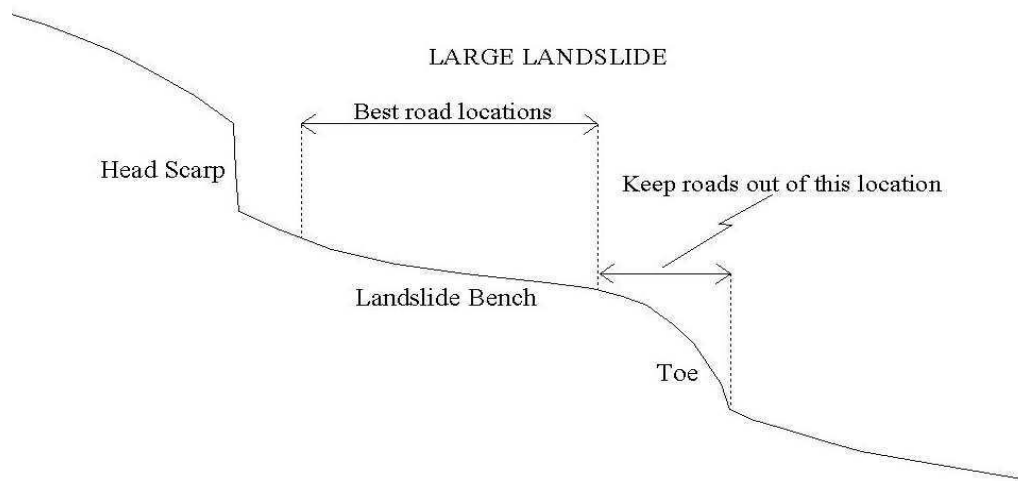 LARGE LANDSLIDE
Best road locations
Head Scarp
Keep roads out of this location
Landslide Bench
Toe